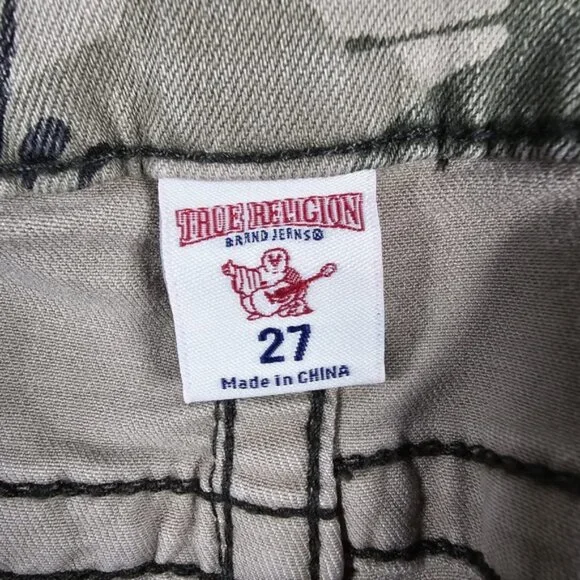 TRUE RELIGION
BRAND JEANS®
27
Made in CHINA